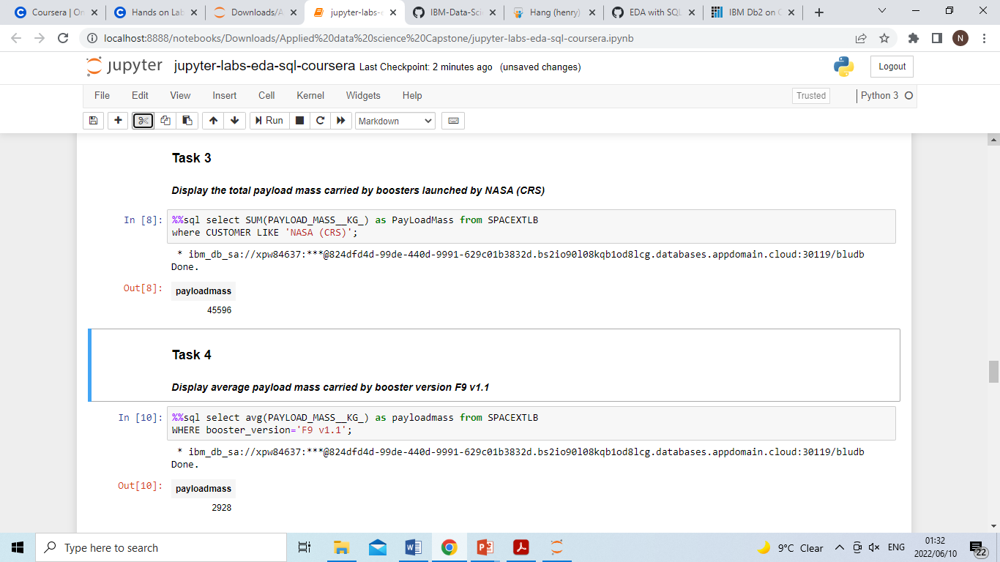 Coursera | On
Hands on Lab
Downloads/A
jupyter-labs-e
IBM-Data-Scie
Hang (henry)
EDA with SQL
IBM Db2 on C
localhost:8888/notebooks/Downloads/Applied%20data%20science%20Capstone/jupyter-labs-eda-sql-coursera.ipynb
N
jupyter jupyter-labs-eda-sql-coursera Last Checkpoint: 2 minutes ago (unsaved changes)
Logout
File Edit View Insert Cell Kernel Widgets Help
Trusted
Python 3
Run
Markdown
Task 3
Display the total payload mass carried by boosters launched by NASA (CRS)
In [8]: %%sql select SUM(PAYLOAD_MASS__KG_) as PayLoadMass from SPACEXTLB
where CUSTOMER LIKE 'NASA (CRS)';
* ibm_db_sa://xpw84637:***@824dfd4d-99de-440d-9991-629c01b3832d.bs2io90l08kqb1od8lcg.databases.appdomain.cloud:30119/bludb
Done.
Out[8]: payloadmass
45596
Task 4
Display average payload mass carried by booster version F9 v1.1
In [10]: %%sql select avg(PAYLOAD_MASS__KG_) as payloadmass from SPACEXTLB
WHERE booster_version='F9 v1.1';
* ibm_db_sa://xpw84637:***@824dfd4d-99de-440d-9991-629c01b3832d.bs2io90l08kqb1od8lcg.databases.appdomain.cloud:30119/bludb
Done.
Out[10]: payloadmass
2928
Type here to search
9°C Clear
ENG
01:32
2022/06/10
22